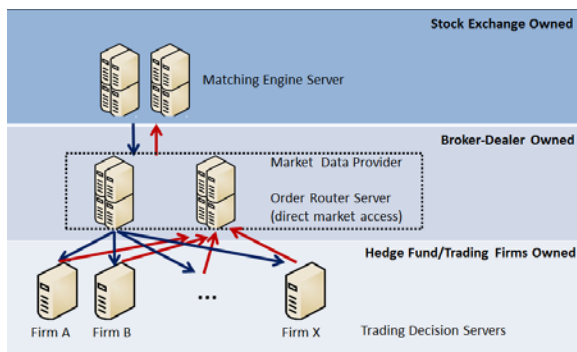 Stock Exchange Owned
Matching Engine Server
Broker-Dealer Owned
Market Data Provider
Order Router Server
(direct market access)
Hedge Fund/Trading Firms Owned
...
Firm A
Firm B
Firm X
Trading Decision Servers